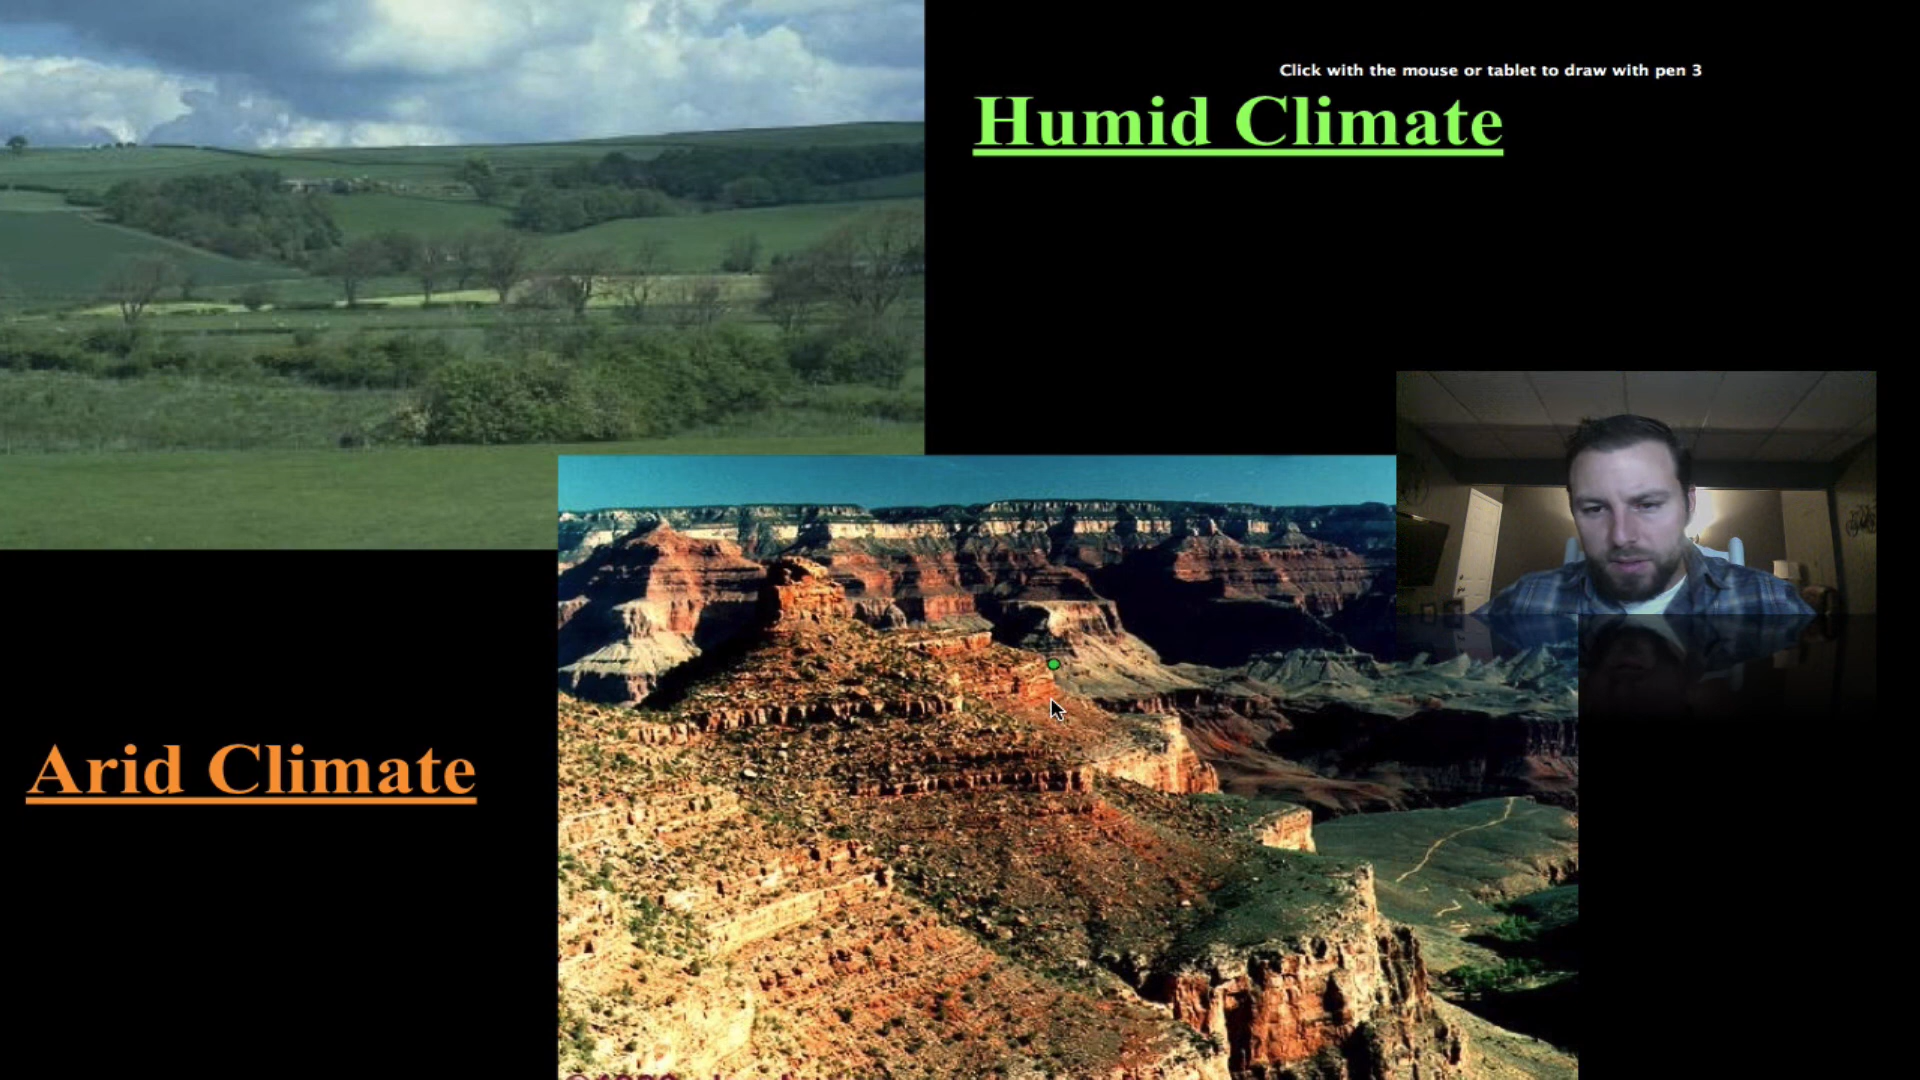 Click with the mouse or tablet to draw with pen 3
Humid Climate
Arid Climate